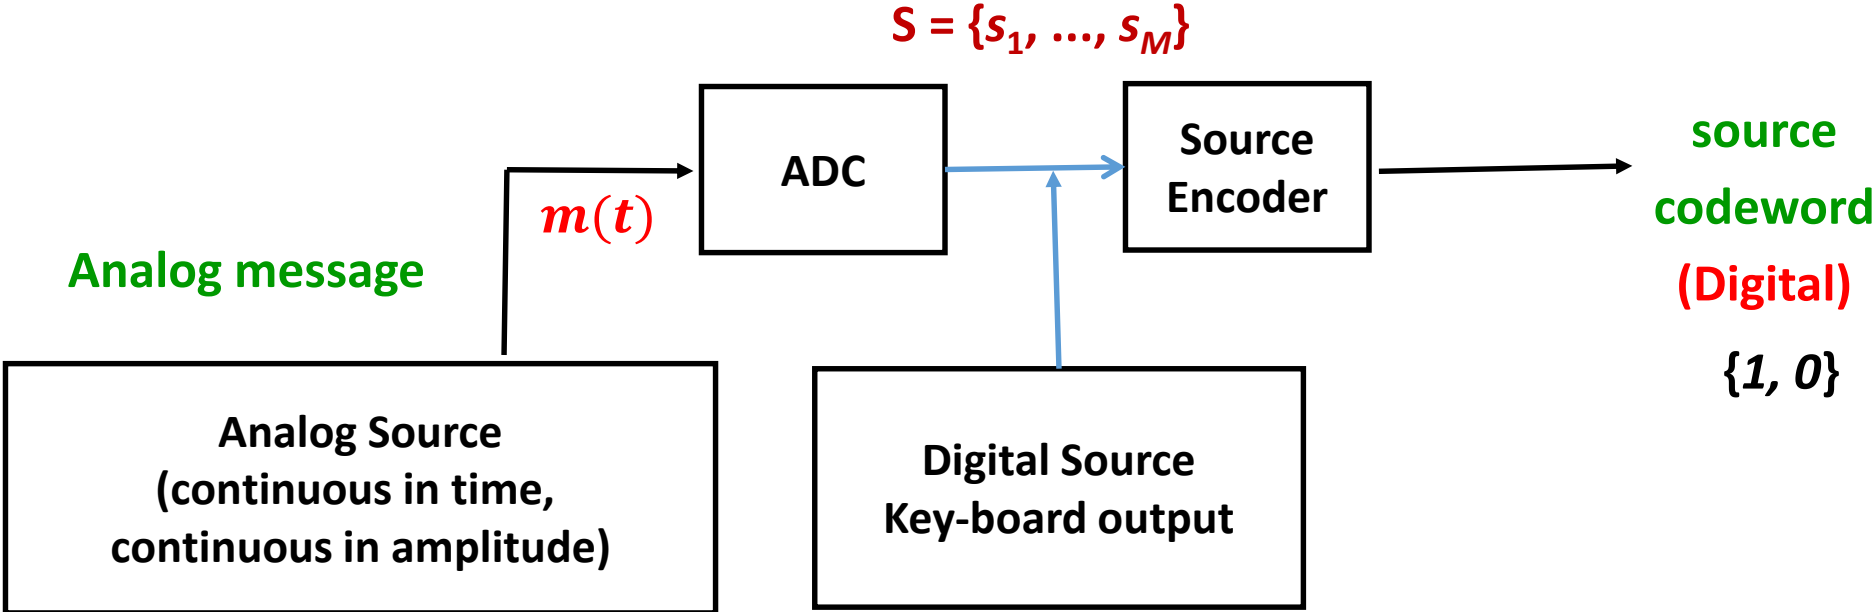 S = {s₁, ..., s_M}
ADC
Source
Encoder
source
codeword
(Digital)
{1, 0}
m(t)
Analog message
Analog Source
(continuous in time,
continuous in amplitude)
Digital Source
Key-board output